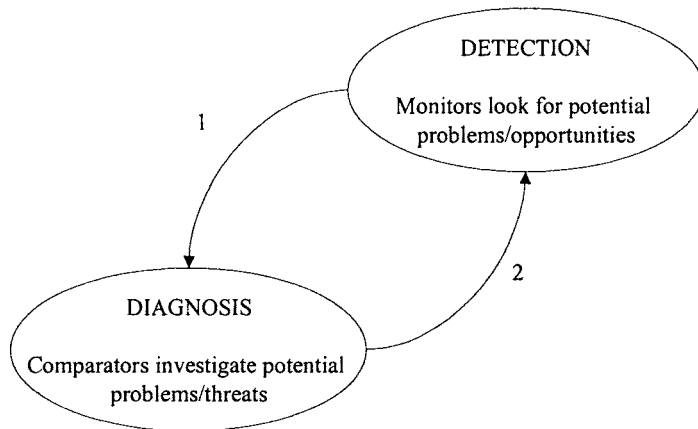 DETECTION
Monitors look for potential
problems/opportunities
1
2
DIAGNOSIS
Comparators investigate potential
problems/threats